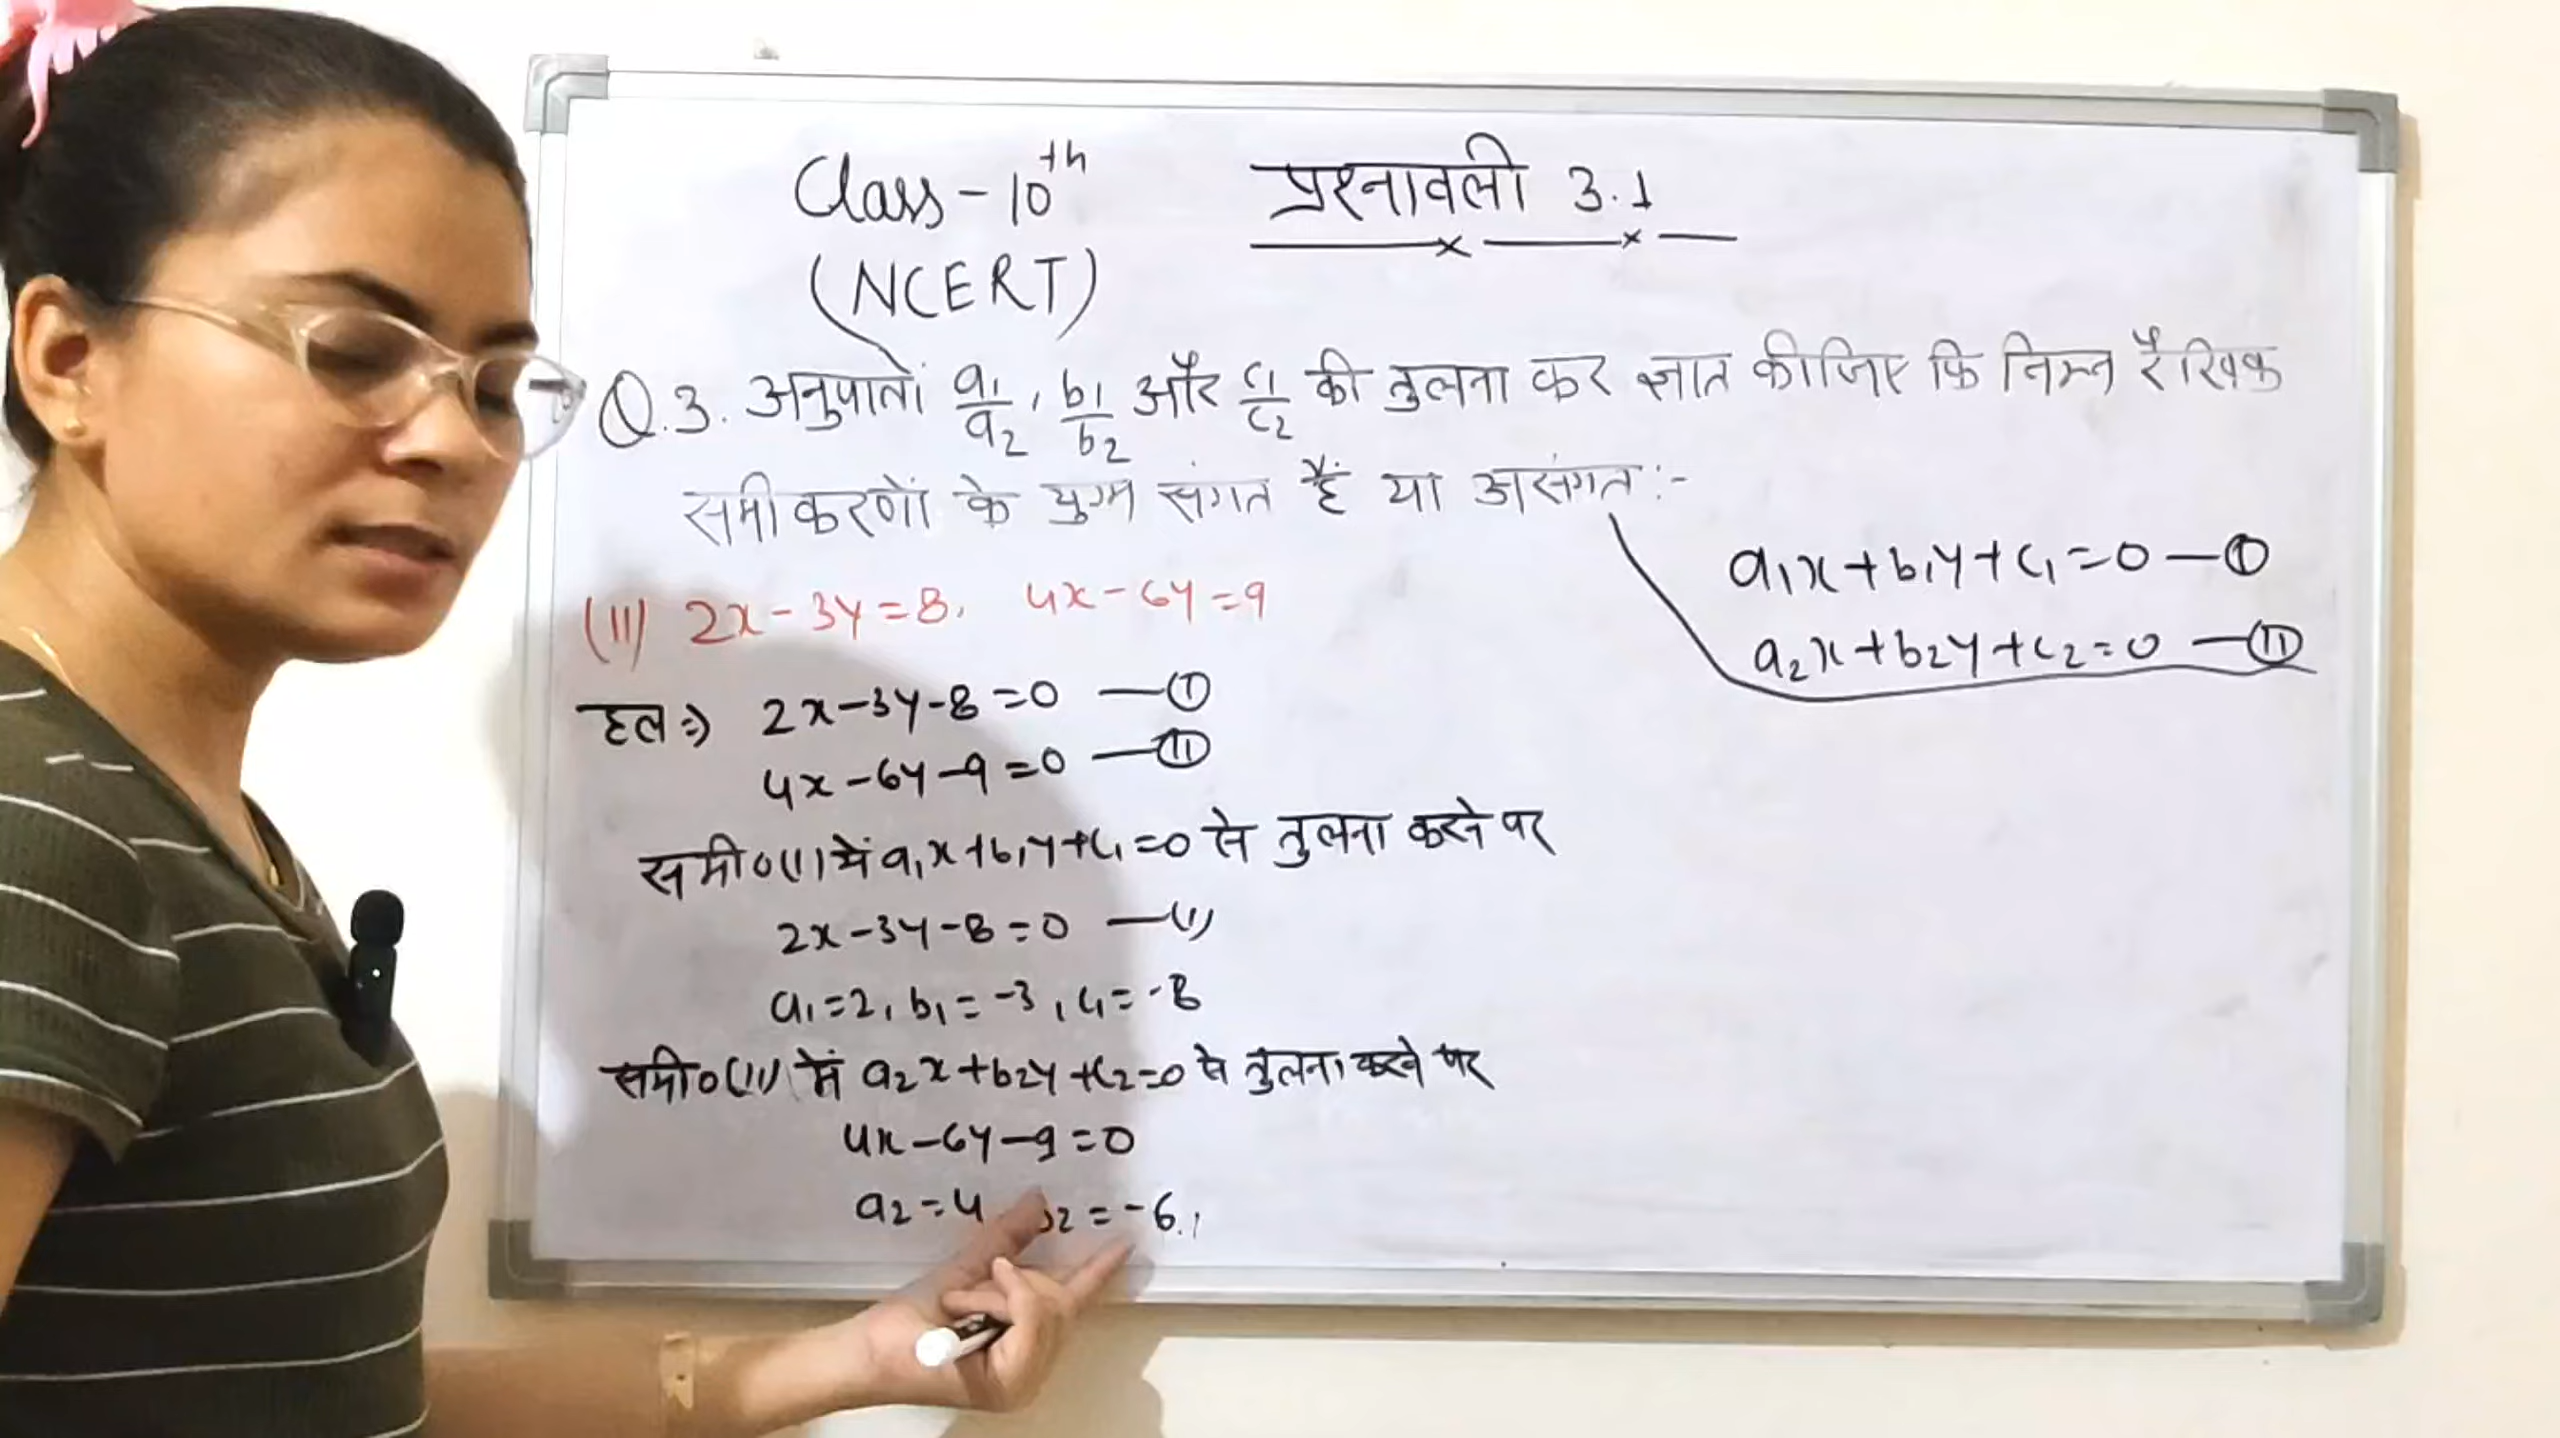 Class-10th प्रश्नावली 3.1
(NCERT)
Q.3. अनुपातों a₁/a₂, b₁/b₂ और c₁/c₂ की तुलना कर ज्ञात कीजिए कि निम्न रैखिक
समीकरणों के युग्म संगत हैं या असंगत:-
a₁x+b₁y+c₁=0 —(I)
a₂x+b₂y+c₂=0 —(II)
(II) 2x-3y=8, 4x-6y=9
हल⇒ 2x-3y-8=0 —(I)
4x-6y-9=0 —(II)
समी०(I) में a₁x+b₁y+c₁=0 से तुलना करने पर
2x-3y-8=0 —(I)
a₁=2, b₁=-3, c₁=-8
समी०(II) में a₂x+b₂y+c₂=0 से तुलना करने पर
4x-6y-9=0
a₂=4 b₂=-6,